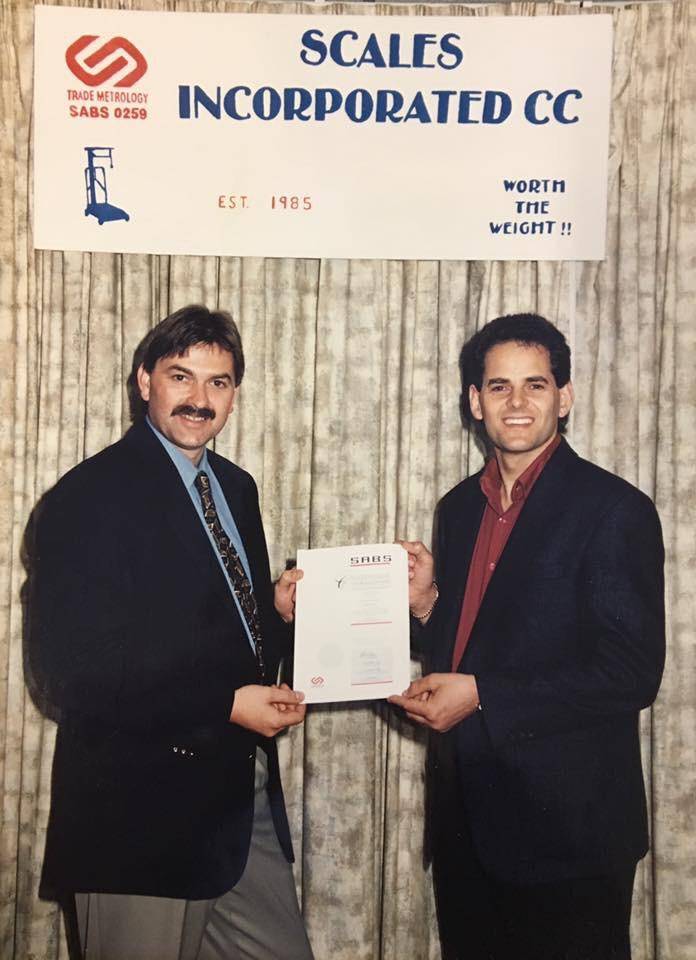 TRADE METROLOGY
SABS 0259
SCALES
INCORPORATED CC
EST. 1985
WORTH
THE
WEIGHT !!
SABS